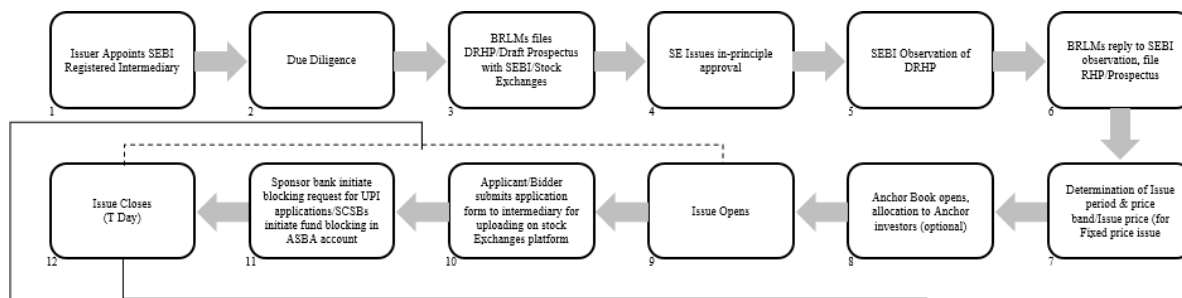 Issuer Appoints SEBI
Registered Intermediary
1
Due Diligence
2
BRLMs files
DRHP/Draft Prospectus
with SEBI/Stock
Exchanges
3
SE Issues in-principle
approval
4
SEBI Observation of
DRHP
5
BRLMs reply to SEBI
observation, file
RHP/Prospectus
6
Determination of Issue
period & price
band/Issue price (for
Fixed price issue
7
Anchor Book opens,
allocation to Anchor
investors (optional)
8
Issue Opens
9
Applicant/Bidder
submits application
form to intermediary for
uploading on stock
Exchanges platform
10
Sponsor bank initiate
blocking request for UPI
applications/SCSBs
initiate fund blocking in
ASBA account
11
Issue Closes
(T Day)
12